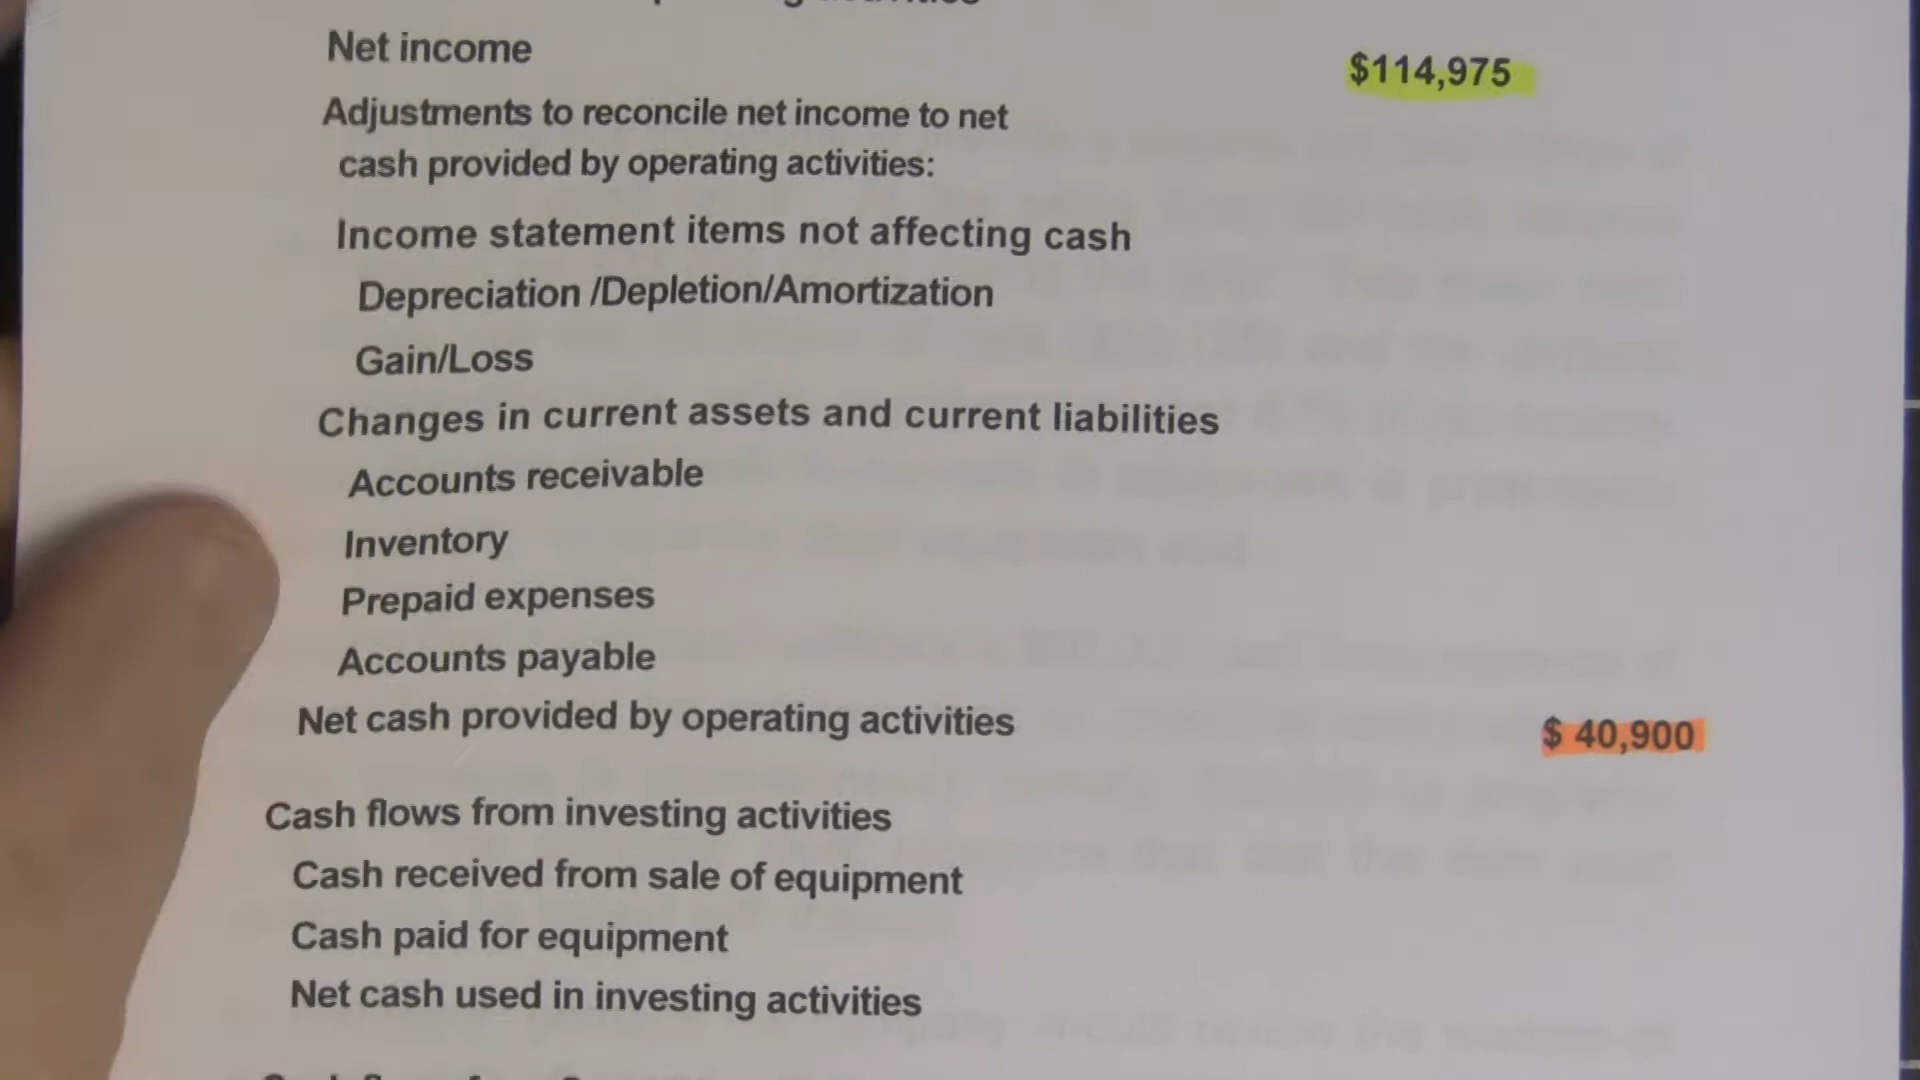 Net income $114,975
Adjustments to reconcile net income to net
cash provided by operating activities:
Income statement items not affecting cash
Depreciation /Depletion/Amortization
Gain/Loss
Changes in current assets and current liabilities
Accounts receivable
Inventory
Prepaid expenses
Accounts payable
Net cash provided by operating activities $ 40,900
Cash flows from investing activities
Cash received from sale of equipment
Cash paid for equipment
Net cash used in investing activities